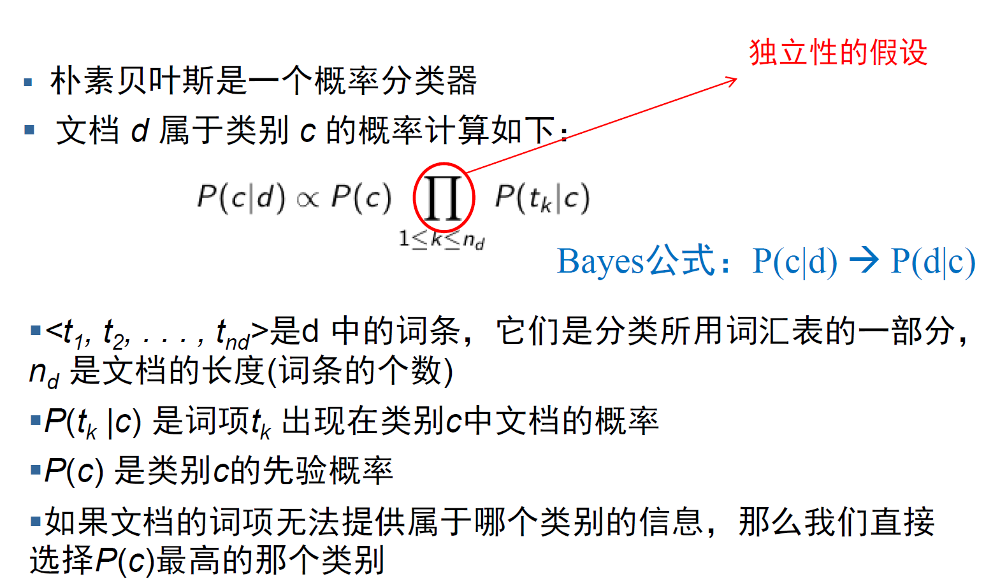 独立性的假设
▪ 朴素贝叶斯是一个概率分类器
▪ 文档 d 属于类别 c 的概率计算如下：
P(c|d) ∝ P(c) ∏ P(t_k|c)
1≤k≤n_d
Bayes公式：P(c|d) → P(d|c)
▪<t_1, t_2, . . . , t_nd>是d 中的词条，它们是分类所用词汇表的一部分，
n_d 是文档的长度(词条的个数)
▪P(t_k |c) 是词项t_k 出现在类别c中文档的概率
▪P(c) 是类别c的先验概率
▪如果文档的词项无法提供属于哪个类别的信息，那么我们直接
选择P(c)最高的那个类别